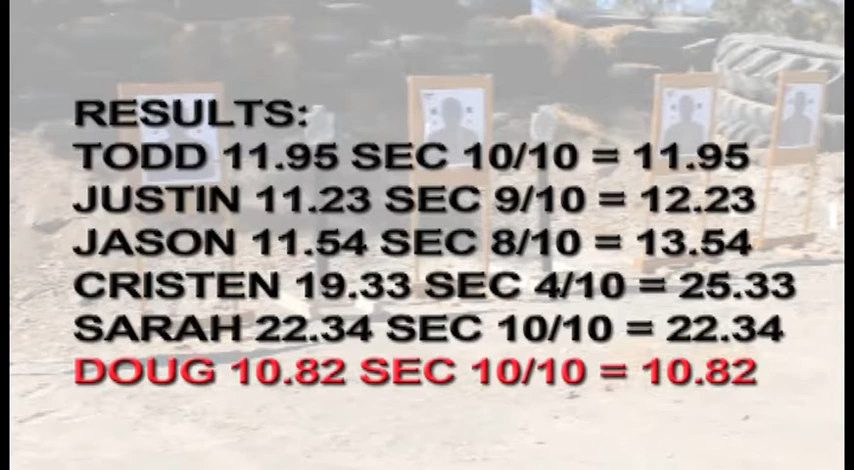 RESULTS:
TODD 11.95 SEC 10/10 = 11.95
JUSTIN 11.23 SEC 9/10 = 12.23
JASON 11.54 SEC 8/10 = 13.54
CRISTEN 19.33 SEC 4/10 = 25.33
SARAH 22.34 SEC 10/10 = 22.34
DOUG 10.82 SEC 10/10 = 10.82